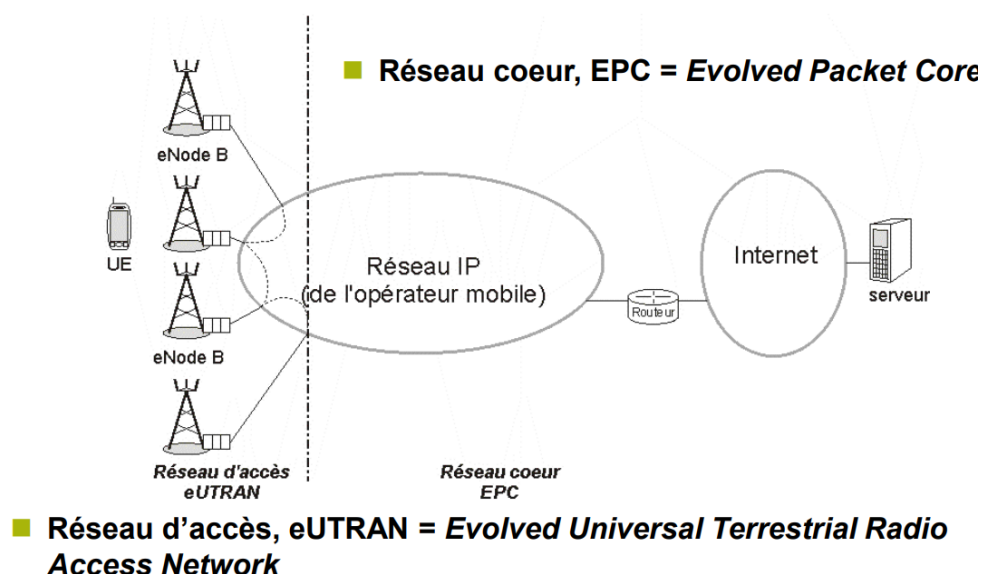 Réseau coeur, EPC = Evolved Packet Core
eNode B
UE
eNode B
Réseau IP
(de l'opérateur mobile)
Routeur
Internet
serveur
Réseau d'accès
eUTRAN
Réseau coeur
EPC
Réseau d'accès, eUTRAN = Evolved Universal Terrestrial Radio
Access Network